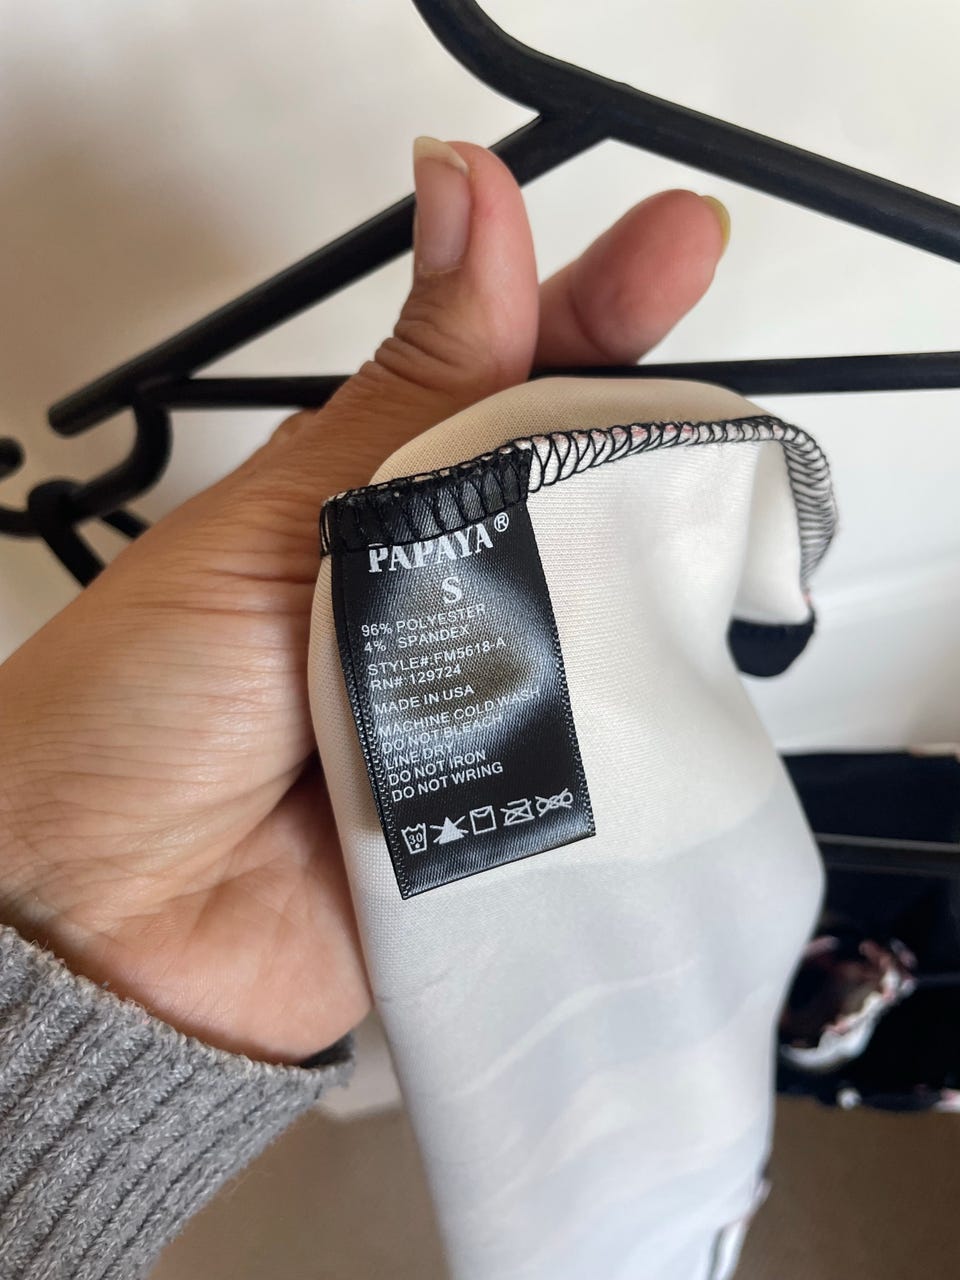 PAPAYA®
S
96% POLYESTER
4% SPANDEX
STYLE#:FM5618-A
RN#:129724
MADE IN USA
MACHINE COLD WASH
DO NOT BLEACH
LINE DRY
DO NOT IRON
DO NOT WRING
30